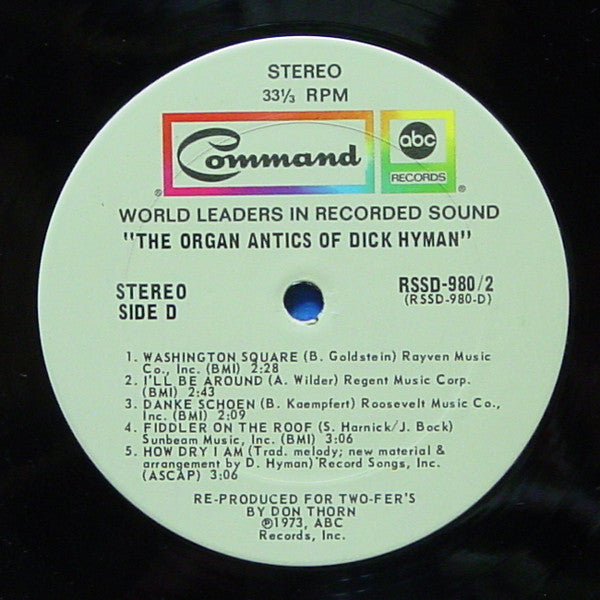 STEREO
33⅓ RPM
Command
abc
RECORDS
® ®
WORLD LEADERS IN RECORDED SOUND
"THE ORGAN ANTICS OF DICK HYMAN"
STEREO RSSD-980/2
SIDE D (RSSD-980-D)
1. WASHINGTON SQUARE (B. Goldstein) Rayven Music
Co., Inc. (BMI) 2:28
2. I'LL BE AROUND (A. Wilder) Regent Music Corp.
(BMI) 2:43
3. DANKE SCHOEN (B. Kaempfert) Roosevelt Music Co.,
Inc. (BMI) 2:09
4. FIDDLER ON THE ROOF (S. Harnick/J. Bock)
Sunbeam Music, Inc. (BMI) 3:06
5. HOW DRY I AM (Trad. melody; new material &
arrangement by D. Hyman) Record Songs, Inc.
(ASCAP) 3:06
RE-PRODUCED FOR TWO-FER'S
BY DON THORN
℗1973, ABC
Records, Inc.